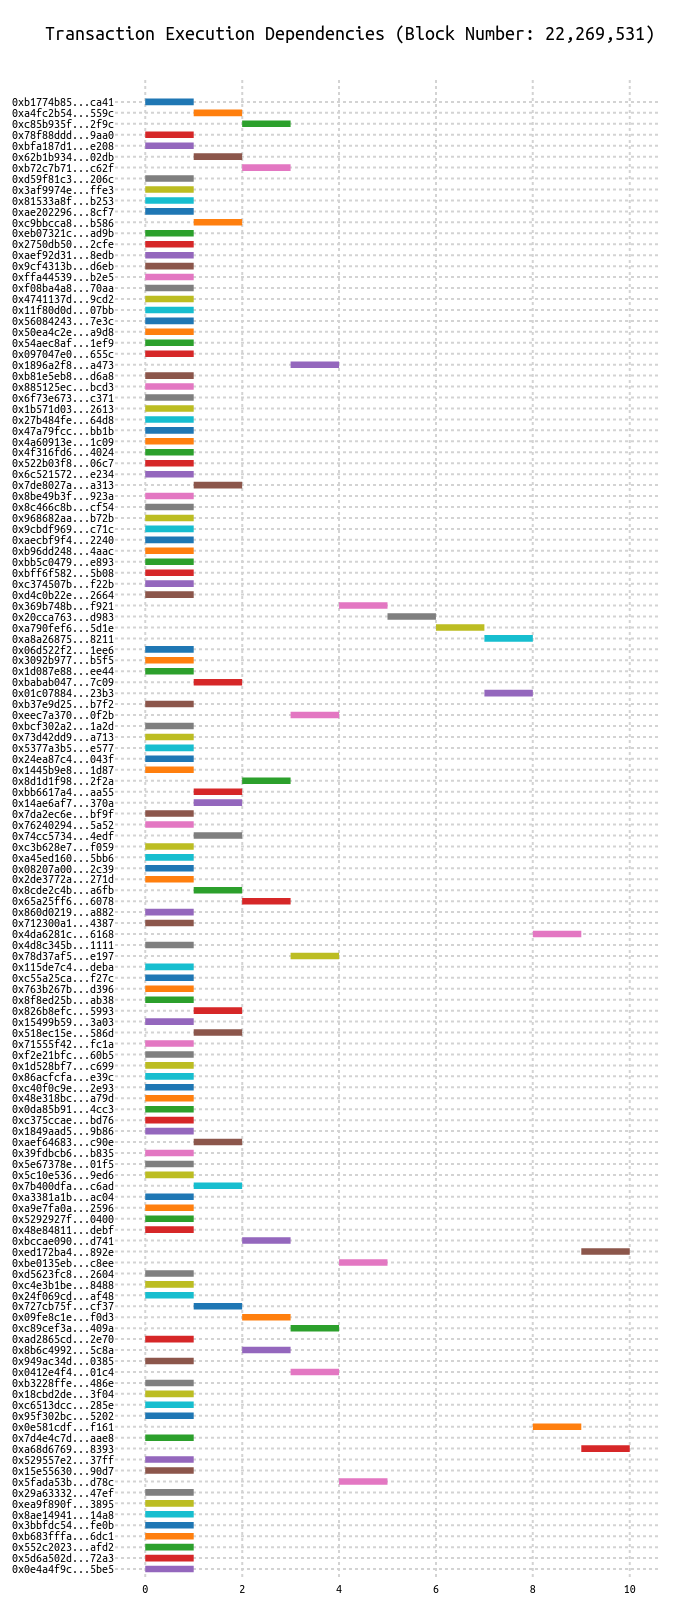 Transaction Execution Dependencies (Block Number: 22,269,531)
0xb1774b85...ca41
0xa4fc2b54...559c
0xc85b935f...2f9c
0x78f88ddd...9aa0
0xbfa187d1...e208
0x62b1b934...02db
0xb72c7b71...c62f
0xd59f81c3...206c
0x3af9974e...ffe3
0x81533a8f...b253
0xae202296...8cf7
0xc9bbcca8...b586
0xeb07321c...ad9b
0x2750db50...2cfe
0xaef92d31...8edb
0x9cf4313b...d6eb
0xffa44539...b2e5
0xf08ba4a8...70aa
0x4741137d...9cd2
0x11f80d0d...07bb
0x56084243...7e3c
0x50ea4c2e...a9d8
0x54aec8af...1ef9
0x097047e0...655c
0x1896a2f8...a473
0xb81e5eb8...d6a8
0x885125ec...bcd3
0x6f73e673...c371
0x1b571d03...2613
0x27b484fe...64d8
0x47a79fcc...bb1b
0x4a60913e...1c09
0x4f316fd6...4024
0x522b03f8...06c7
0x6c521572...e234
0x7de8027a...a313
0x8be49b3f...923a
0x8c466c8b...cf54
0x968682aa...b72b
0x9cbdf969...c71c
0xaecbf9f4...2240
0xb96dd248...4aac
0xbb5c0479...e893
0xbff6f582...5b08
0xc374507b...f22b
0xd4c0b22e...2664
0x369b748b...f921
0x20cca763...d983
0xa790fef6...5d1e
0xa8a26875...8211
0x06d522f2...1ee6
0x3092b977...b5f5
0x1d087e88...ee44
0xbabab047...7c09
0x01c07884...23b3
0xb37e9d25...b7f2
0xeec7a370...0f2b
0xbcf302a2...1a2d
0x73d42dd9...a713
0x5377a3b5...e577
0x24ea87c4...043f
0x1445b9e8...1d87
0x8d1d1f98...2f2a
0xbb6617a4...aa55
0x14ae6af7...370a
0x7da2ec6e...bf9f
0x76240294...5a52
0x74cc5734...4edf
0xc3b628e7...f059
0xa45ed160...5bb6
0x08207a00...2c39
0x2de3772a...271d
0x8cde2c4b...a6fb
0x65a25ff6...6078
0x860d0219...a882
0x712300a1...4387
0x4da6281c...6168
0x4d8c345b...1111
0x78d37af5...e197
0x115de7c4...deba
0xc55a25ca...f27c
0x763b267b...d396
0x8f8ed25b...ab38
0x826b8efc...5993
0x15499b59...3a03
0x518ec15e...586d
0x71555f42...fc1a
0xf2e21bfc...60b5
0x1d528bf7...c699
0x86acfcfa...e39c
0xc40f0c9e...2e93
0x48e318bc...a79d
0x0da85b91...4cc3
0xc375ccae...bd76
0x1849aad5...9b86
0xaef64683...c90e
0x39fdbcb6...b835
0x5e67378e...01f5
0x5c10e536...9ed6
0x7b400dfa...c6ad
0xa3381a1b...ac04
0xa9e7fa0a...2596
0x5292927f...0400
0x48e84811...debf
0xbccae090...d741
0xed172ba4...892e
0xbe0135eb...c8ee
0xd5623fc8...2604
0xc4e3b1be...8488
0x24f069cd...af48
0x727cb75f...cf37
0x09fe8c1e...f0d3
0xc89cef3a...409a
0xad2865cd...2e70
0x8b6c4992...5c8a
0x949ac34d...0385
0x0412e4f4...01c4
0xb3228ffe...486e
0x18cbd2de...3f04
0xc6513dcc...285e
0x95f302bc...5202
0x0e581cdf...f161
0x7d4e4c7d...aae8
0xa68d6769...8393
0x529557e2...37ff
0x15e55630...90d7
0x5fada53b...d78c
0x29a63332...47ef
0xea9f890f...3895
0x8ae14941...14a8
0x3bbfdc54...fe0b
0xb683fffa...6dc1
0x552c2023...afd2
0x5d6a502d...72a3
0x0e4a4f9c...5be5
0 2 4 6 8 10